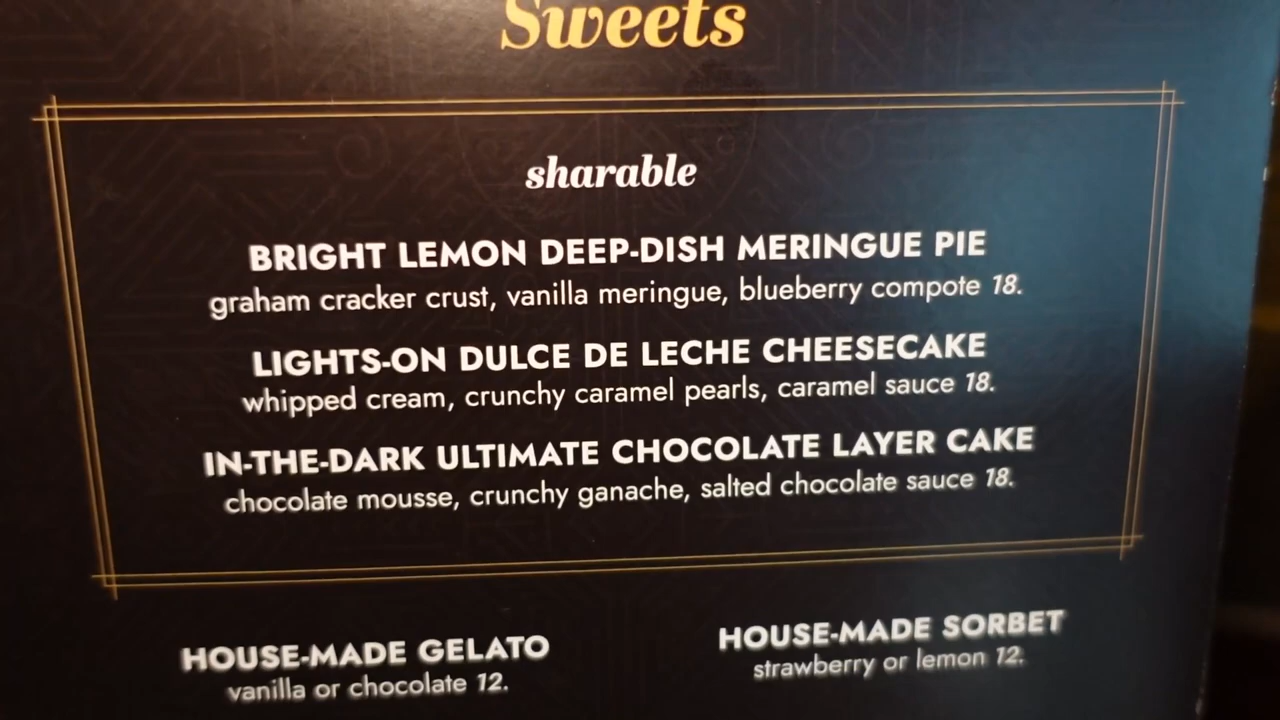 Sweets
sharable
BRIGHT LEMON DEEP-DISH MERINGUE PIE
graham cracker crust, vanilla meringue, blueberry compote 18.
LIGHTS-ON DULCE DE LECHE CHEESECAKE
whipped cream, crunchy caramel pearls, caramel sauce 18.
IN-THE-DARK ULTIMATE CHOCOLATE LAYER CAKE
chocolate mousse, crunchy ganache, salted chocolate sauce 18.
HOUSE-MADE GELATO
vanilla or chocolate 12.
HOUSE-MADE SORBET
strawberry or lemon 12.